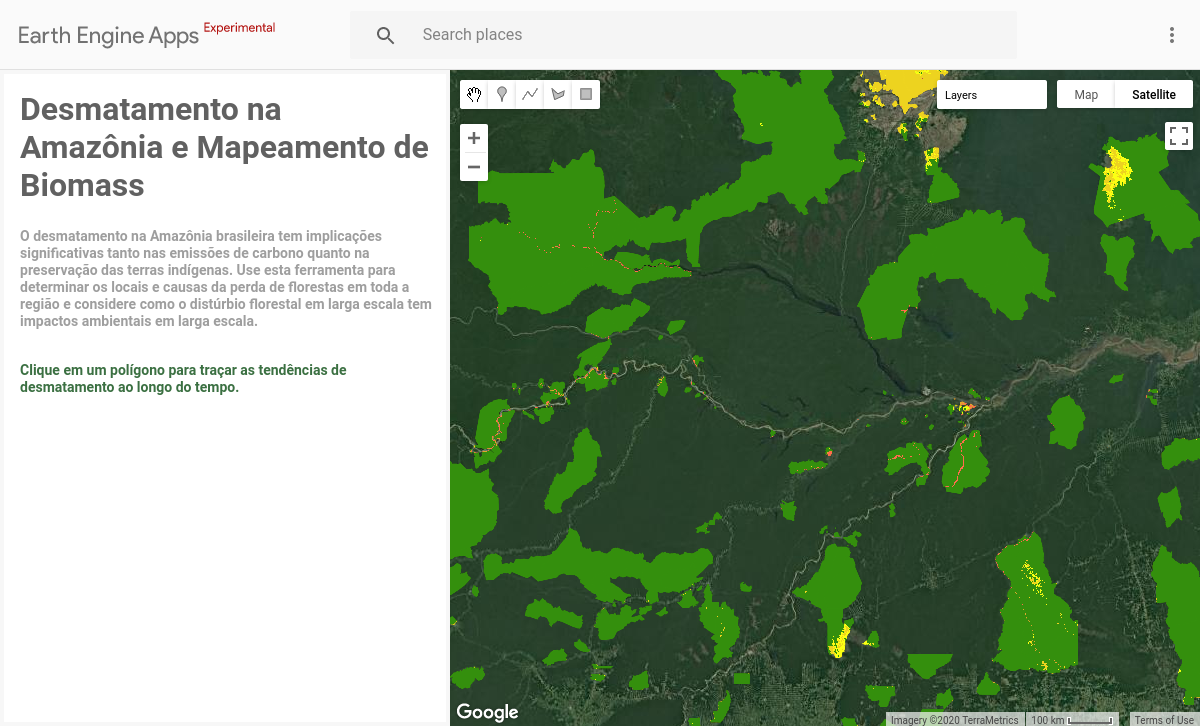 Earth Engine Apps Experimental
Search places
Desmatamento na
Amazônia e Mapeamento de
Biomass
O desmatamento na Amazônia brasileira tem implicações
significativas tanto nas emissões de carbono quanto na
preservação das terras indígenas. Use esta ferramenta para
determinar os locais e causas da perda de florestas em toda a
região e considere como o distúrbio florestal em larga escala tem
impactos ambientais em larga escala.
Clique em um polígono para traçar as tendências de
desmatamento ao longo do tempo.
Layers
Map
Satellite
Google
Imagery ©2020 TerraMetrics
100 km
Terms of Use